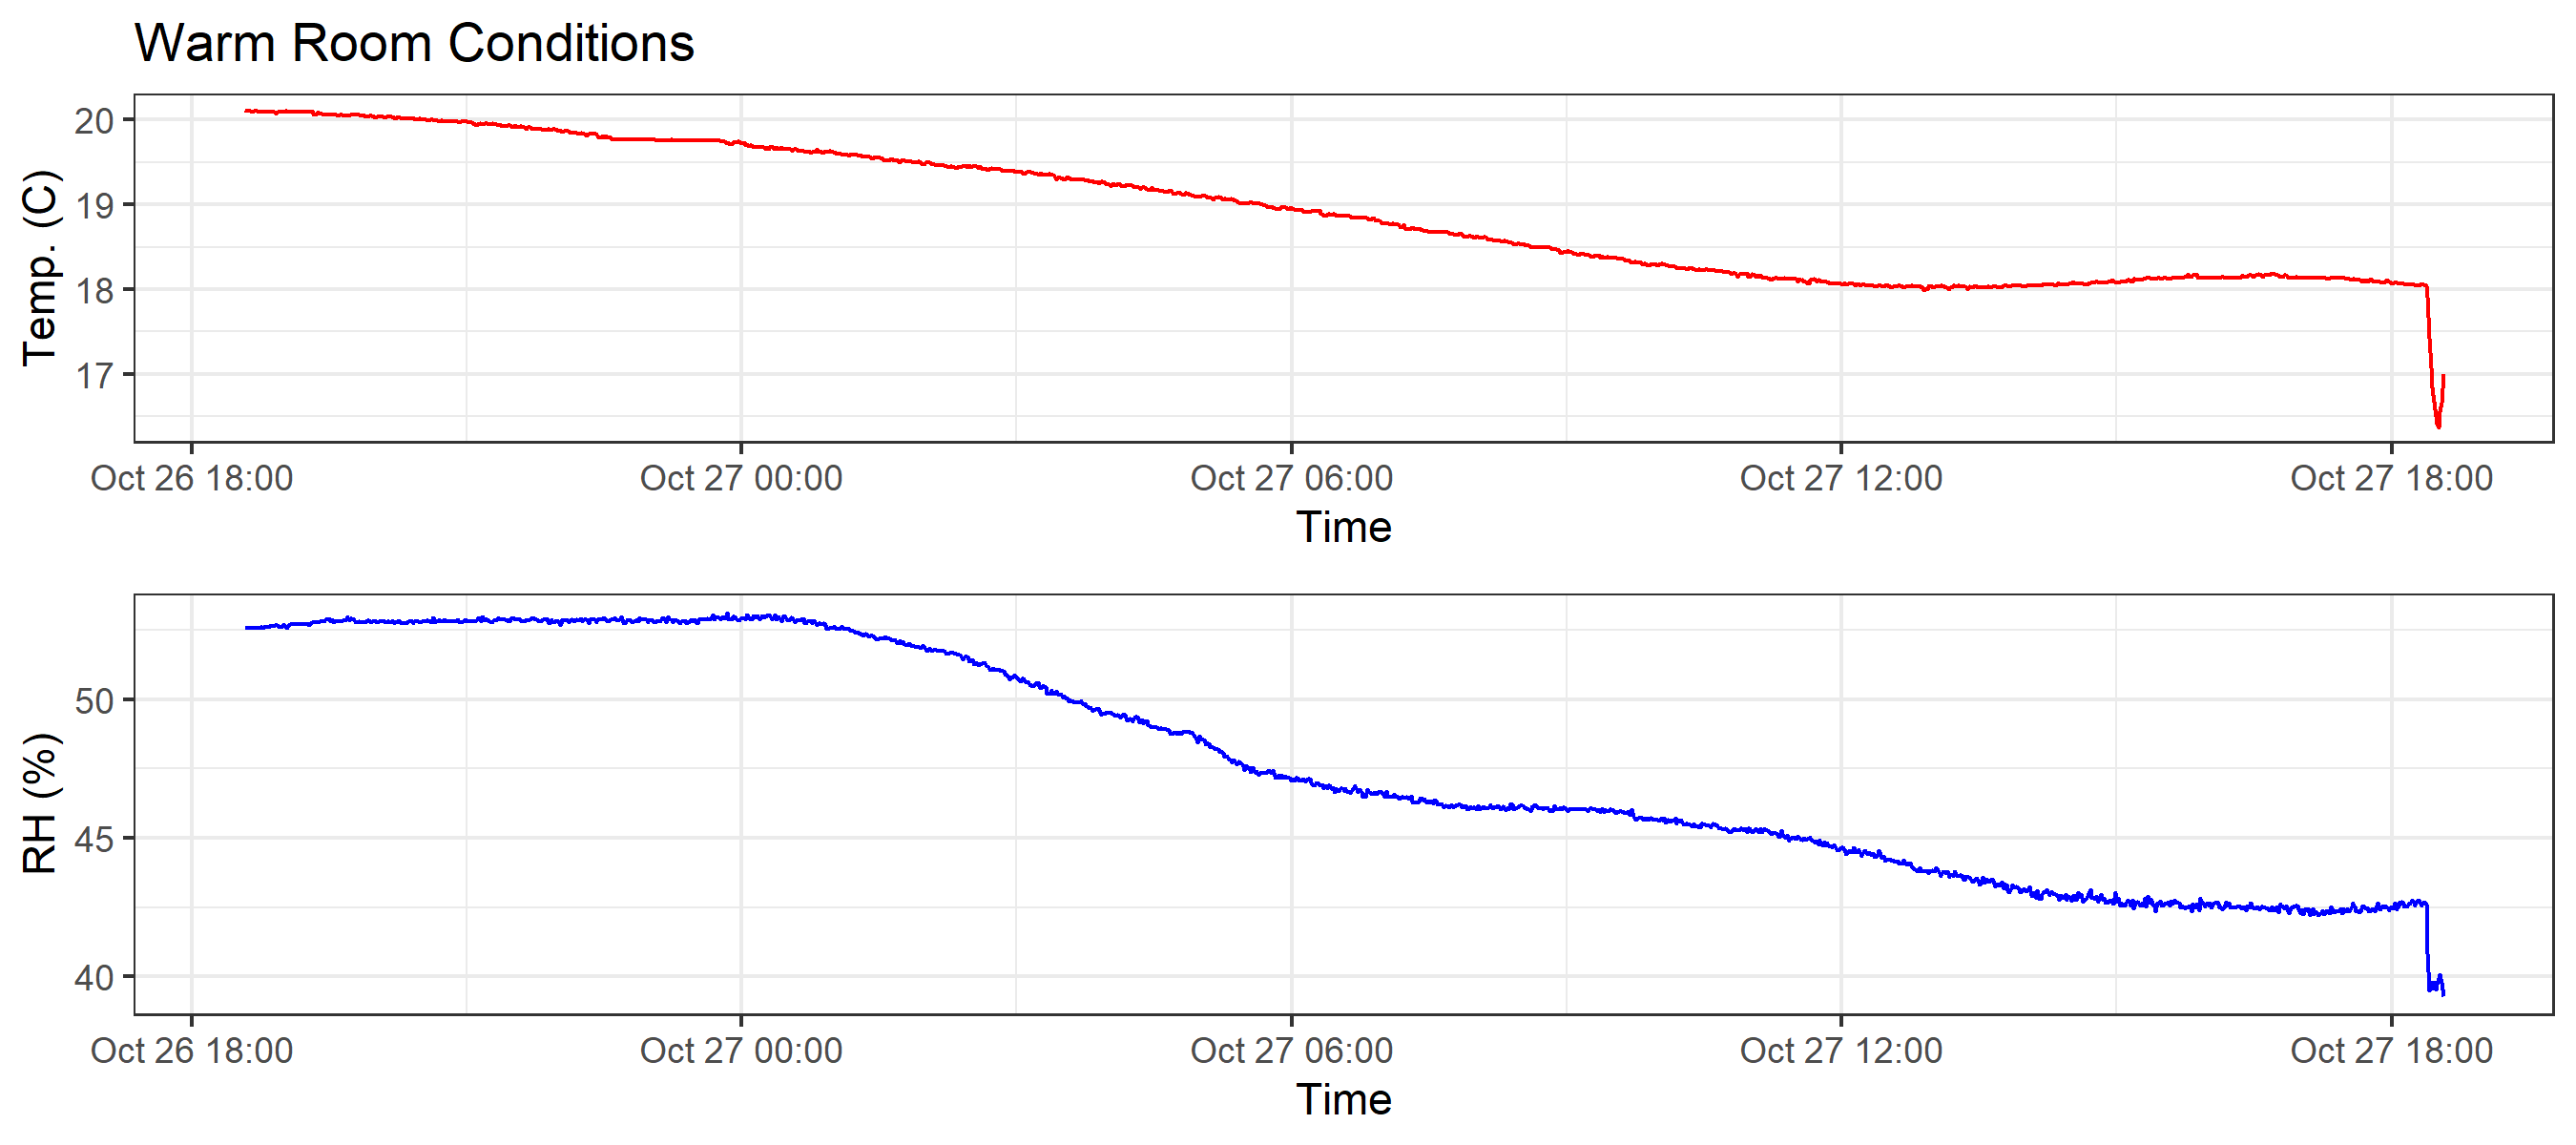 Warm Room Conditions
Temp. (C)
20
19
18
17
Oct 26 18:00 Oct 27 00:00 Oct 27 06:00 Oct 27 12:00 Oct 27 18:00
Time
RH (%)
50
45
40
Oct 26 18:00 Oct 27 00:00 Oct 27 06:00 Oct 27 12:00 Oct 27 18:00
Time